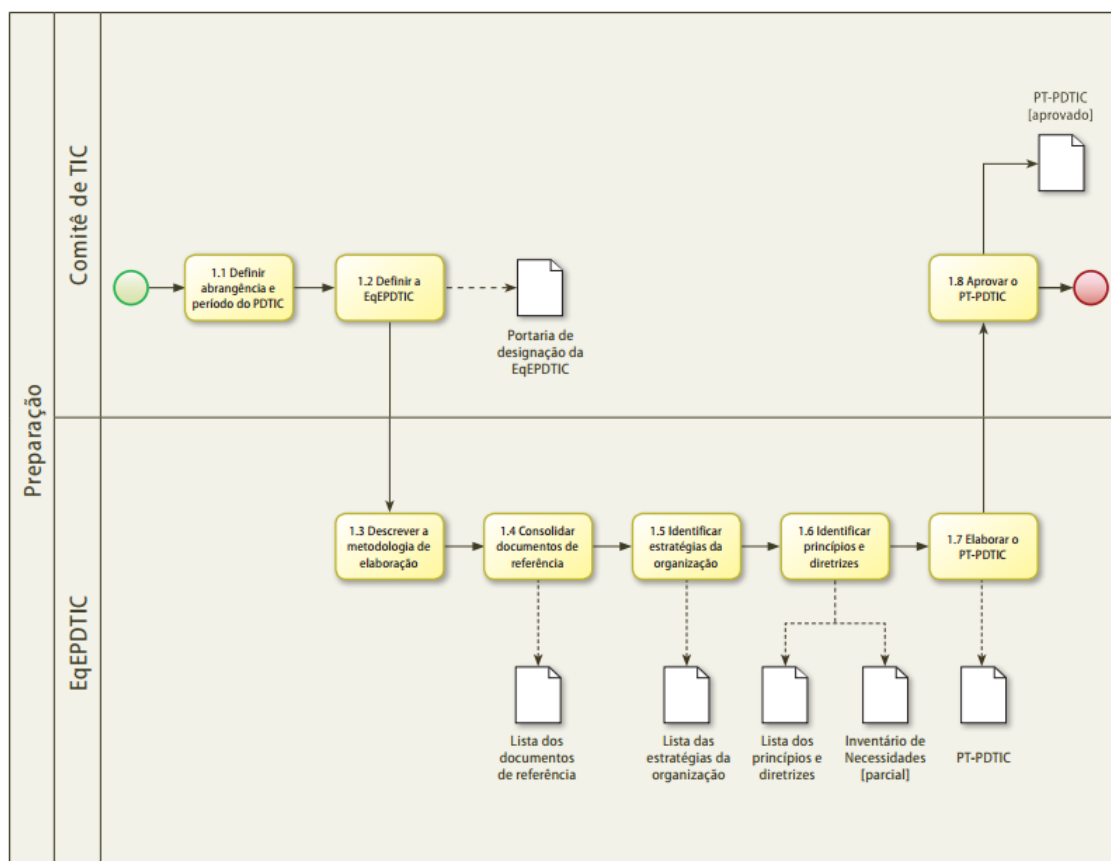 Preparação
Comitê de TIC
PT-PDTIC
[aprovado]
1.1 Definir
abrangência e
período do PDTIC
1.2 Definir a
EqEPDTIC
Portaria de
designação da
EqEPDTIC
1.8 Aprovar o
PT-PDTIC
EqEPDTIC
1.3 Descrever a
metodologia de
elaboração
1.4 Consolidar
documentos de
referência
1.5 Identificar
estratégias da
organização
1.6 Identificar
princípios e
diretrizes
1.7 Elaborar o
PT-PDTIC
Lista dos
documentos
de referência
Lista das
estratégias da
organização
Lista dos
princípios e
diretrizes
Inventário de
Necessidades
[parcial]
PT-PDTIC